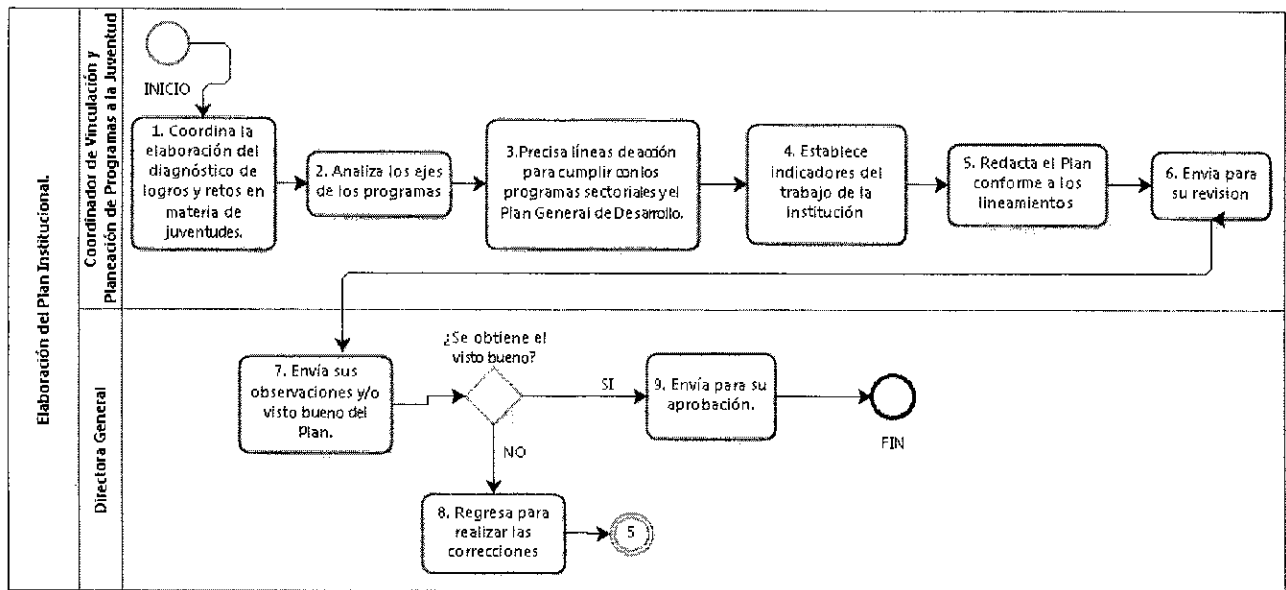 Elaboración del Plan Institucional.
Coordinador de Vinculación y
Planeación de Programas a la Juventud
INICIO
1. Coordina la
elaboración del
diagnóstico de
logros y retos en
materia de
juventudes.
2. Analiza los ejes
de los programas
3.Precisa líneas de acción
para cumplir con los
programas sectoriales y el
Plan General de Desarrollo.
4. Establece
indicadores del
trabajo de la
institución
5. Redacta el Plan
conforme a los
lineamientos
6. Envia para
su revision
Directora General
7. Envía sus
observaciones y/o
visto bueno del
Plan.
¿Se obtiene el
visto bueno?
SI
9. Envía para su
aprobación.
FIN
NO
8. Regresa para
realizar las
correcciones
5